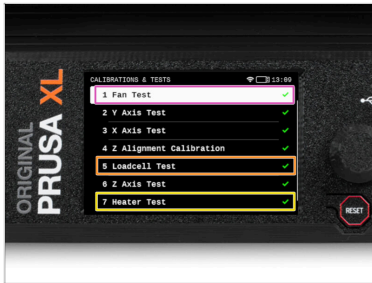 ORIGINAL
PRUSA XL
CALIBRATIONS & TESTS 13:09
1 Fan Test
2 Y Axis Test
3 X Axis Test
4 Z Alignment Calibration
5 Loadcell Test
6 Z Axis Test
7 Heater Test
RESET